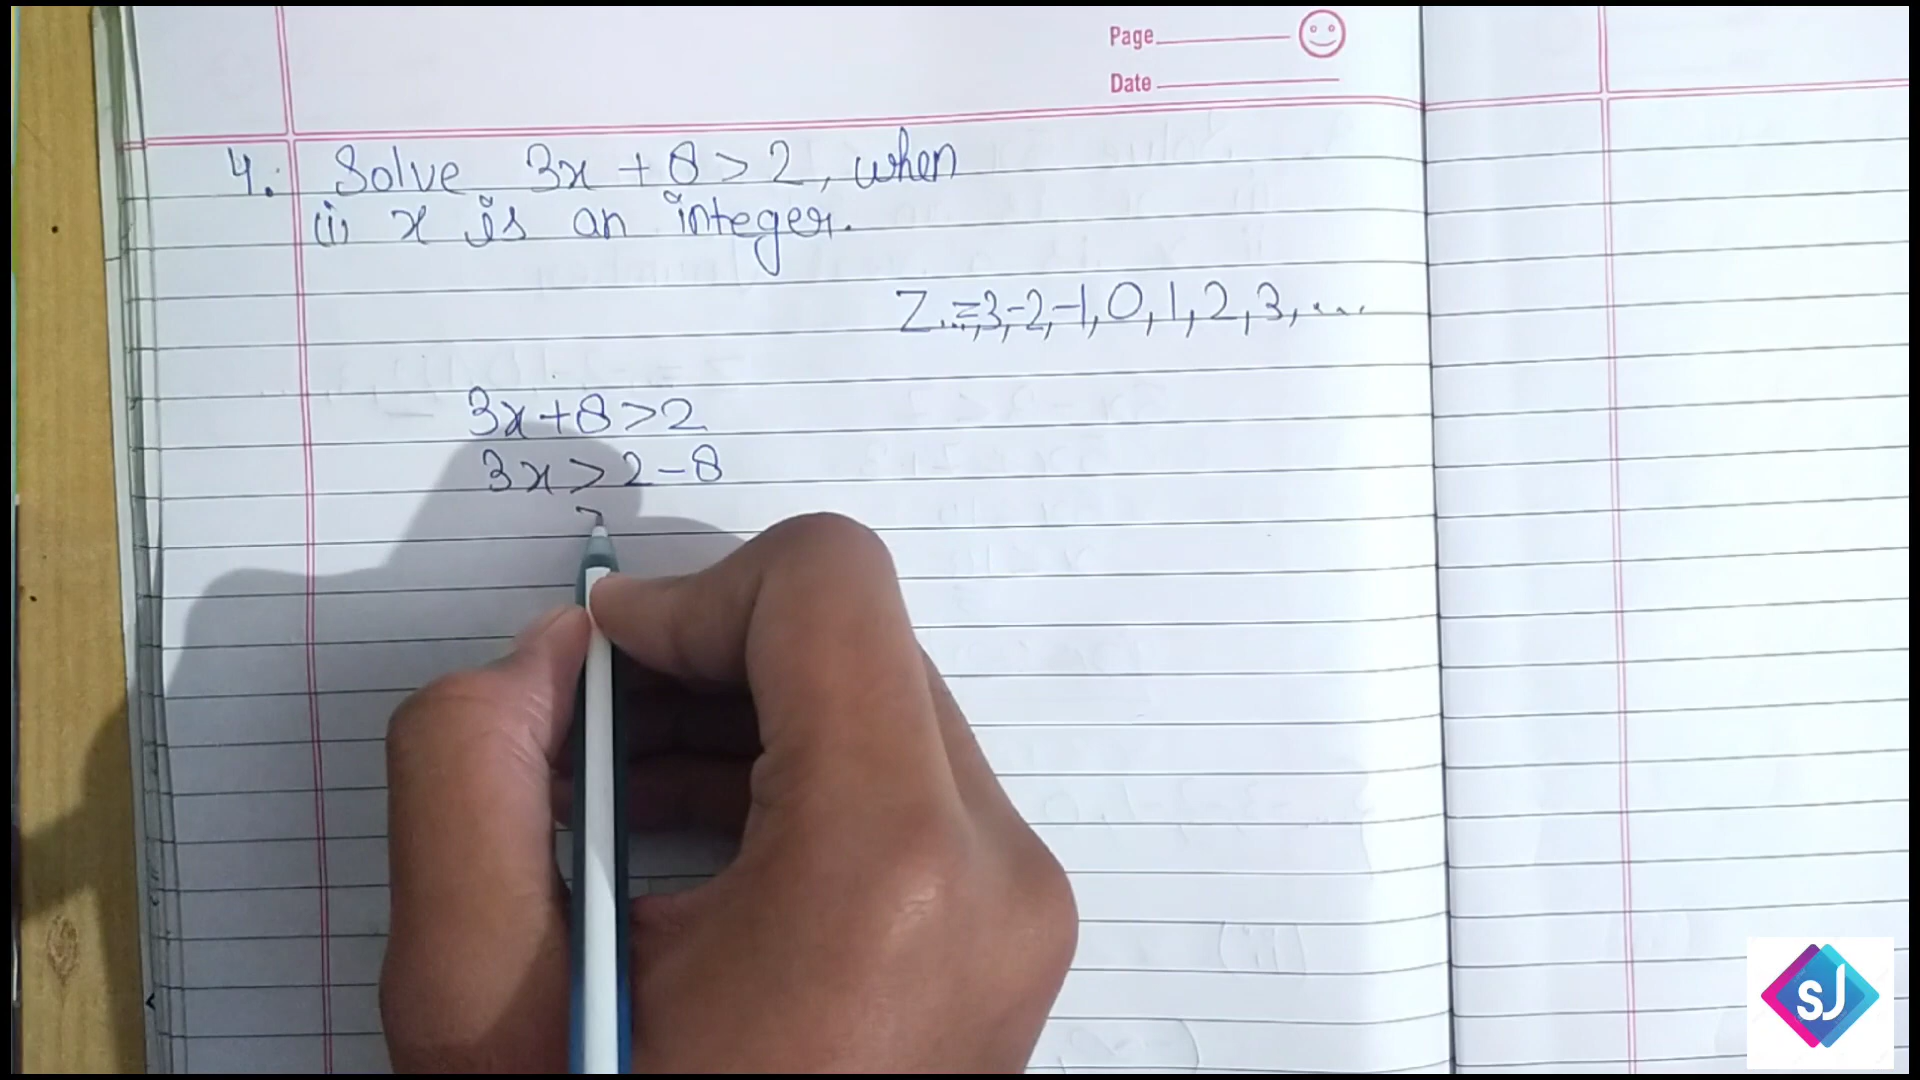 Page
Date
4. Solve 3x + 8 > 2, when
(i) x is an integer.
Z = ..., -3, -2, -1, 0, 1, 2, 3, ...
3x + 8 > 2
3x > 2 - 8
>
SJ